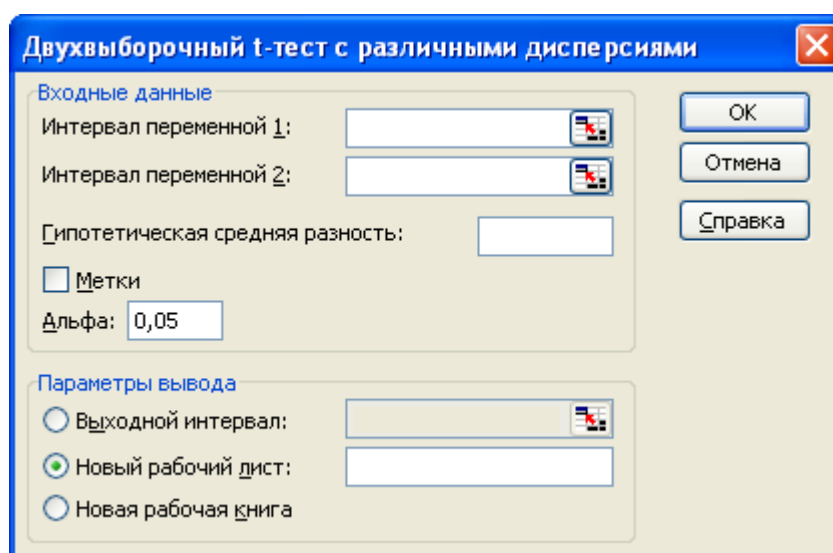 Двухвыборочный t-тест с различными дисперсиями
Входные данные
Интервал переменной 1:
Интервал переменной 2:
Гипотетическая средняя разность:
Метки
Альфа: 0,05
OK
Отмена
Справка
Параметры вывода
Выходной интервал:
Новый рабочий лист:
Новая рабочая книга